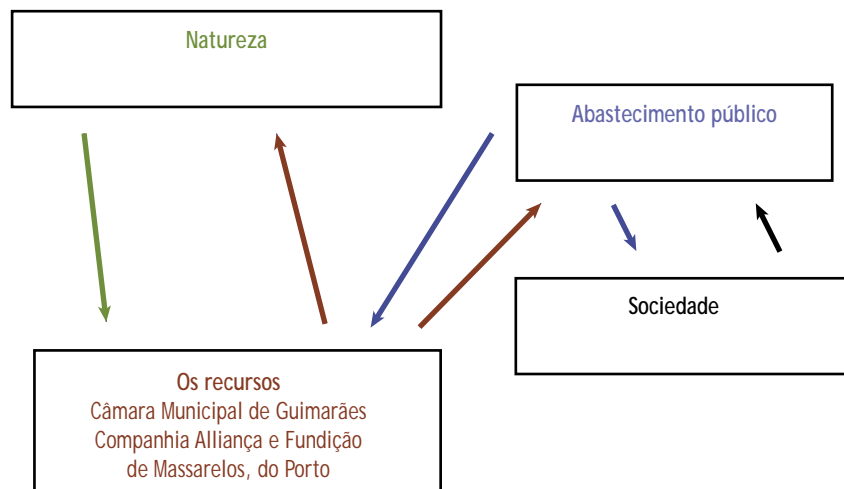 Natureza
Abastecimento público
Sociedade
Os recursos
Câmara Municipal de Guimarães
Companhia Alliança e Fundição
de Massarelos, do Porto